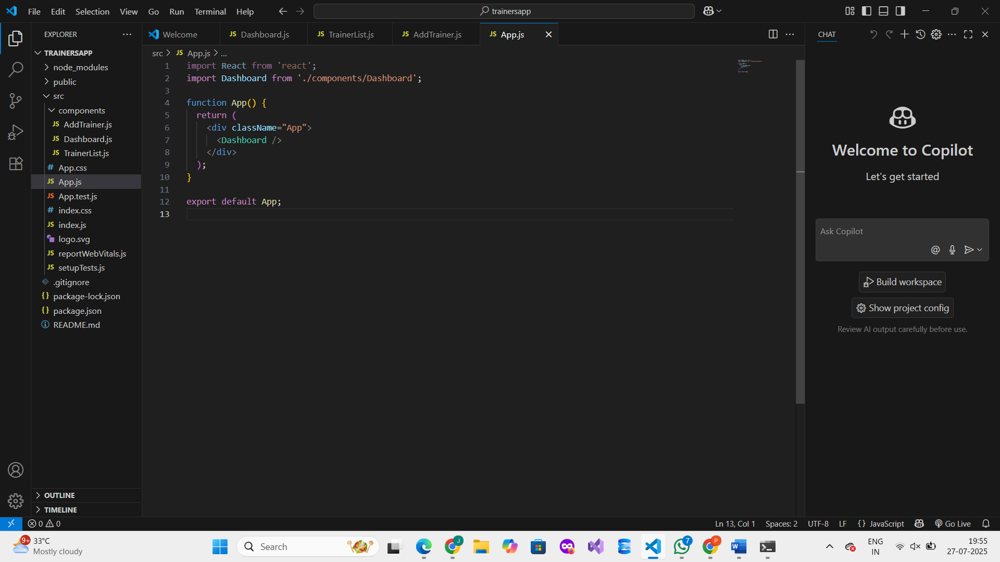 File Edit Selection View Go Run Terminal Help
trainersapp
EXPLORER
TRAINERSAPP
node_modules
public
src
components
JS AddTrainer.js
JS Dashboard.js
JS TrainerList.js
# App.css
JS App.js
JS App.test.js
# index.css
JS index.js
logo.svg
JS reportWebVitals.js
JS setupTests.js
.gitignore
{} package-lock.json
{} package.json
README.md
OUTLINE
TIMELINE
Welcome JS Dashboard.js JS TrainerList.js JS AddTrainer.js JS App.js
src > JS App.js > ...
1 import React from 'react';
2 import Dashboard from './components/Dashboard';
3
4 function App() {
5 return (
6 <div className="App">
7 <Dashboard />
8 </div>
9 );
10 }
11
12 export default App;
13
CHAT
Welcome to Copilot
Let's get started
Ask Copilot
@
Build workspace
Show project config
Review AI output carefully before use.
0 0
Ln 13, Col 1 Spaces: 2 UTF-8 LF {} JavaScript Go Live
9+ 33°C
Mostly cloudy
Search
J
7
P
W
ENG
IN
19:55
27-07-2025